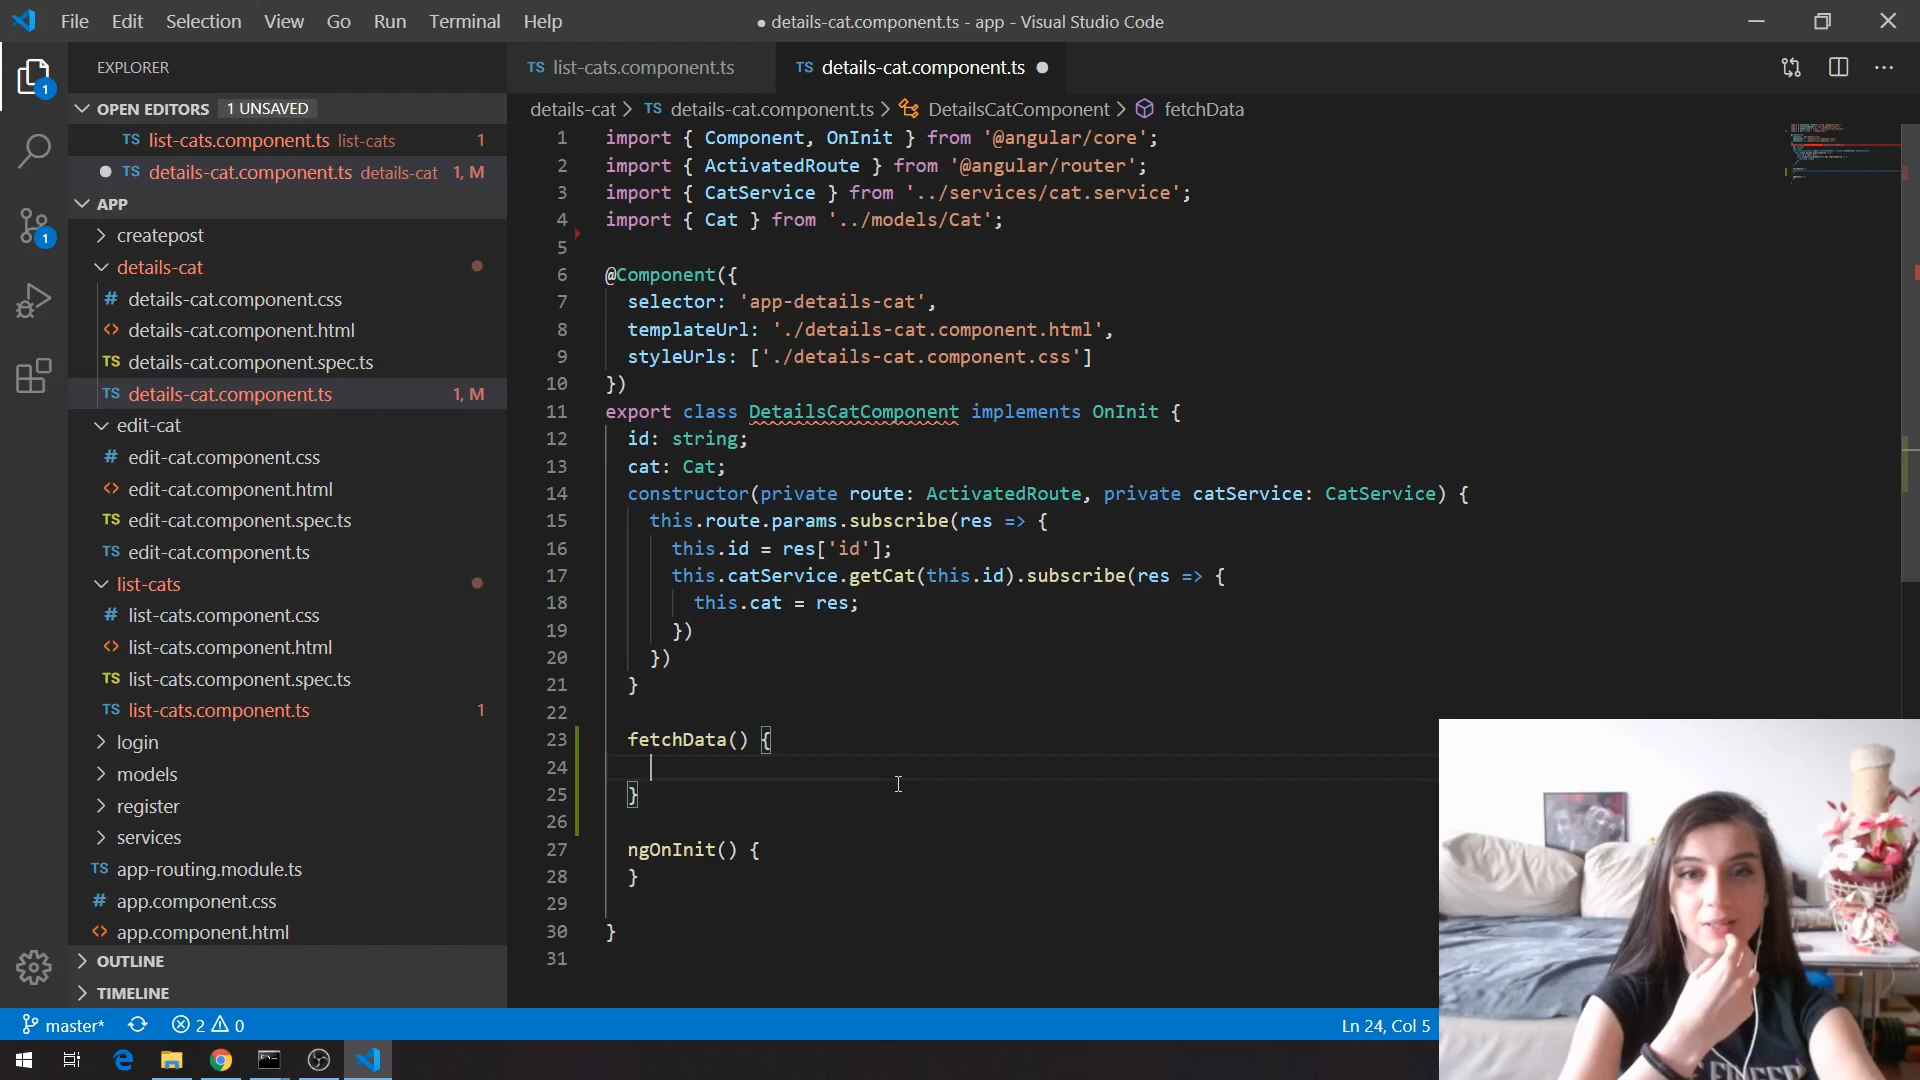 File Edit Selection View Go Run Terminal Help
● details-cat.component.ts - app - Visual Studio Code
EXPLORER
OPEN EDITORS 1 UNSAVED
TS list-cats.component.ts list-cats 1
TS details-cat.component.ts details-cat 1, M
APP
createpost
details-cat
# details-cat.component.css
<> details-cat.component.html
TS details-cat.component.spec.ts
TS details-cat.component.ts 1, M
edit-cat
# edit-cat.component.css
<> edit-cat.component.html
TS edit-cat.component.spec.ts
TS edit-cat.component.ts
list-cats
# list-cats.component.css
<> list-cats.component.html
TS list-cats.component.spec.ts
TS list-cats.component.ts 1
login
models
register
services
TS app-routing.module.ts
# app.component.css
<> app.component.html
OUTLINE
TIMELINE
1
1
TS list-cats.component.ts TS details-cat.component.ts ●
details-cat > TS details-cat.component.ts > DetailsCatComponent > fetchData
1 import { Component, OnInit } from '@angular/core';
2 import { ActivatedRoute } from '@angular/router';
3 import { CatService } from '../services/cat.service';
4 import { Cat } from '../models/Cat';
5
6 @Component({
7 selector: 'app-details-cat',
8 templateUrl: './details-cat.component.html',
9 styleUrls: ['./details-cat.component.css']
10 })
11 export class DetailsCatComponent implements OnInit {
12 id: string;
13 cat: Cat;
14 constructor(private route: ActivatedRoute, private catService: CatService) {
15 this.route.params.subscribe(res => {
16 this.id = res['id'];
17 this.catService.getCat(this.id).subscribe(res => {
18 this.cat = res;
19 })
20 })
21 }
22
23 fetchData() {
24
25 }
26
27 ngOnInit() {
28 }
29
30 }
31
master* 2 0 Ln 24, Col 5